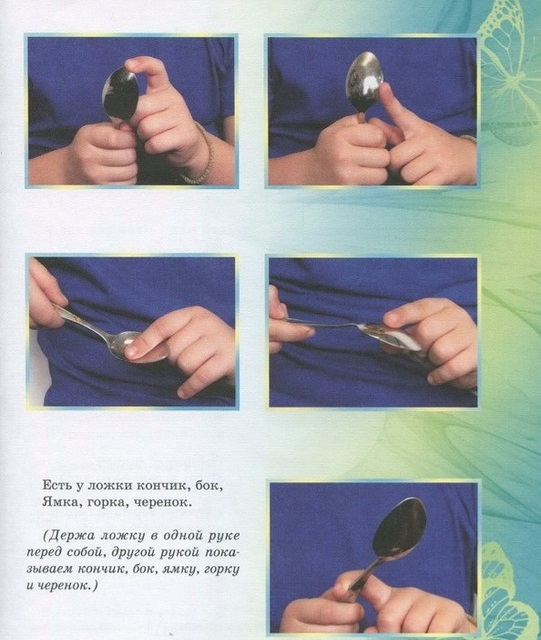 Есть у ложки кончик, бок,
Ямка, горка, черенок.
(Держа ложку в одной руке
перед собой, другой рукой пока-
зываем кончик, бок, ямку, горку
и черенок.)